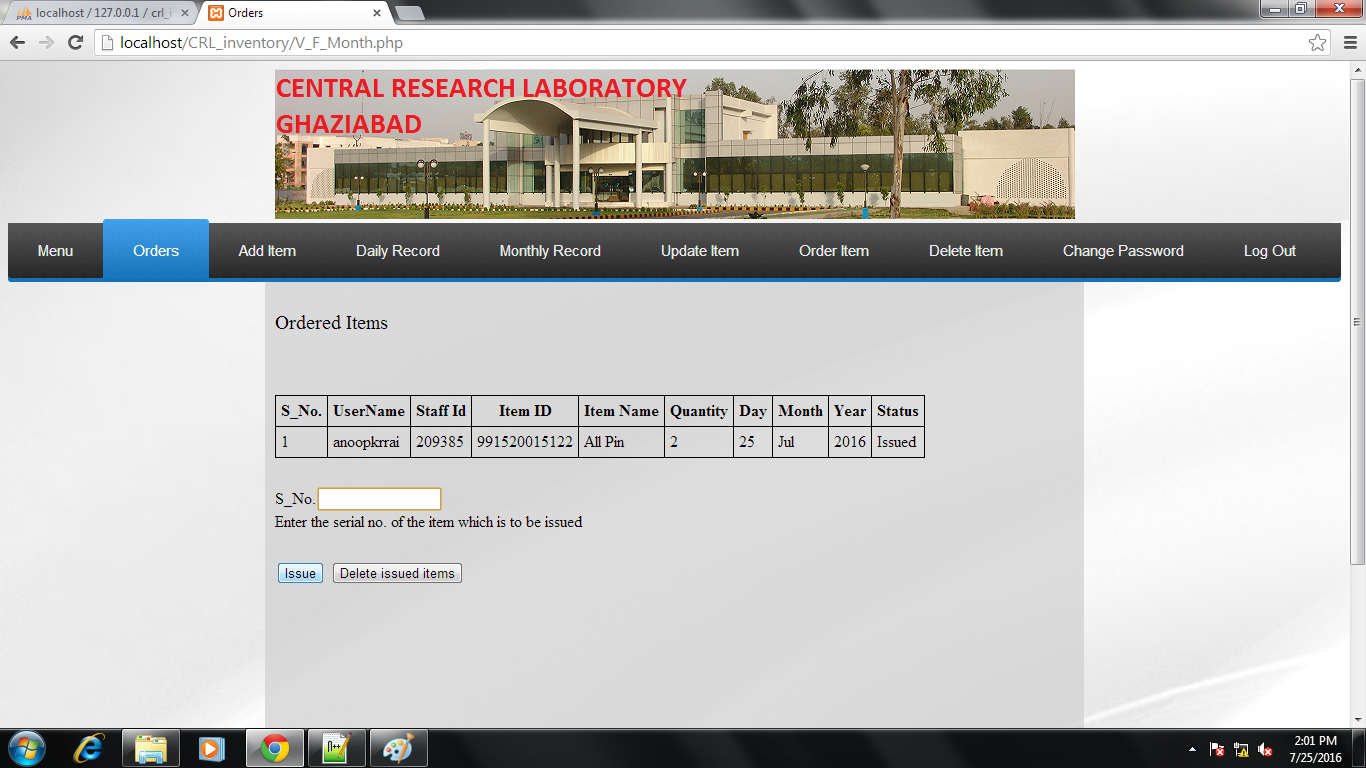 localhost / 127.0.0.1 / crl_i
Orders
localhost/CRL_inventory/V_F_Month.php
CENTRAL RESEARCH LABORATORY
GHAZIABAD
Menu Orders Add Item Daily Record Monthly Record Update Item Order Item Delete Item Change Password Log Out
Ordered Items
S_No. UserName Staff Id Item ID Item Name Quantity Day Month Year Status
1 anoopkrrai 209385 991520015122 All Pin 2 25 Jul 2016 Issued
S_No.
Enter the serial no. of the item which is to be issued
Issue Delete issued items
2:01 PM
7/25/2016